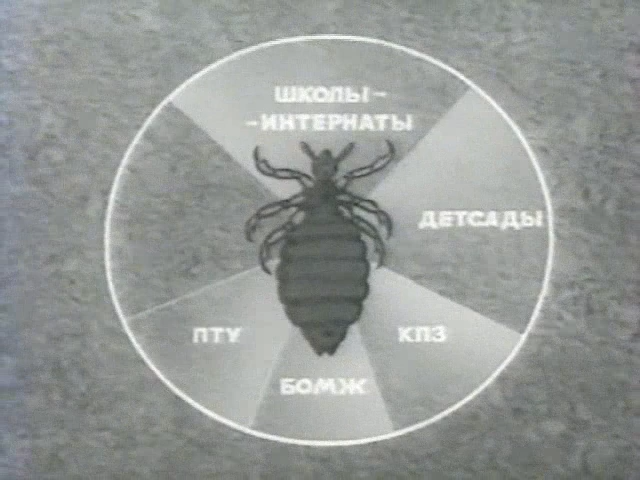 ШКОЛЫ-
-ИНТЕРНАТЫ
ДЕТСАДЫ
ПТУ
КПЗ
БОМЖ